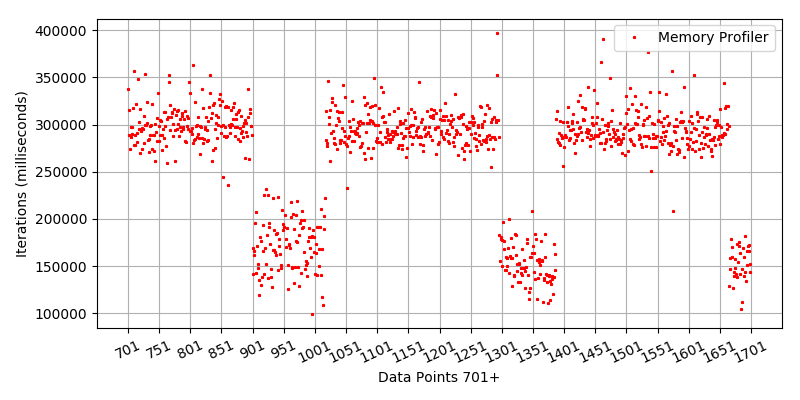 400000
350000
300000
250000
200000
150000
100000
Iterations (milliseconds)
Memory Profiler
701 751 801 851 901 951 1001 1051 1101 1151 1201 1251 1301 1351 1401 1451 1501 1551 1601 1651 1701
Data Points 701+